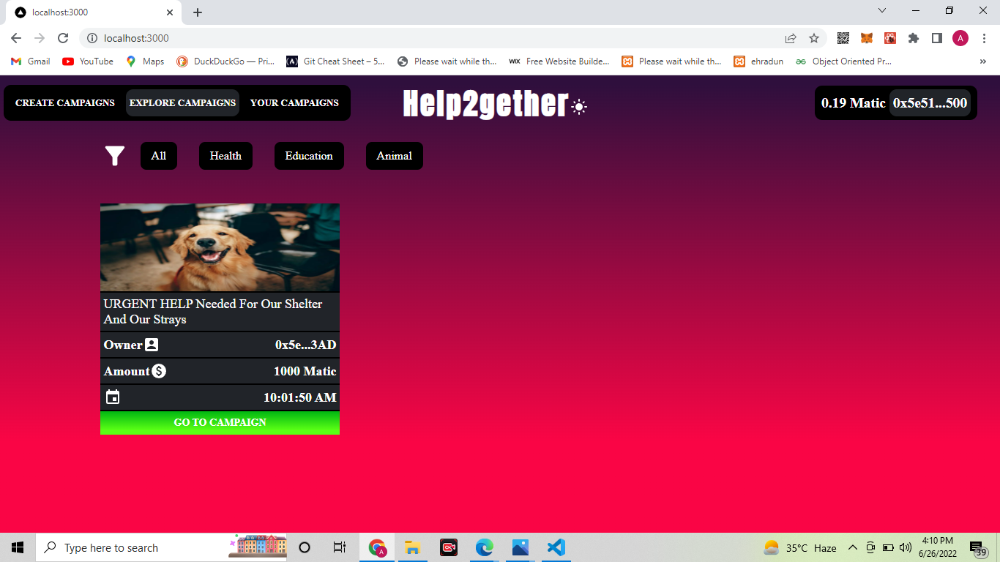 localhost:3000
localhost:3000
A
Gmail
YouTube
Maps
DuckDuckGo — Pri...
Git Cheat Sheet – 5...
Please wait while th...
WIX
Free Website Builde...
Please wait while th...
ehradun
Object Oriented Pr...
CREATE CAMPAIGNS
EXPLORE CAMPAIGNS
YOUR CAMPAIGNS
Help2gether
0.19 Matic
0x5e51...500
All
Health
Education
Animal
URGENT HELP Needed For Our Shelter
And Our Strays
Owner
0x5e...3AD
Amount
1000 Matic
10:01:50 AM
GO TO CAMPAIGN
Type here to search
A
35°C Haze
4:10 PM
6/26/2022
39